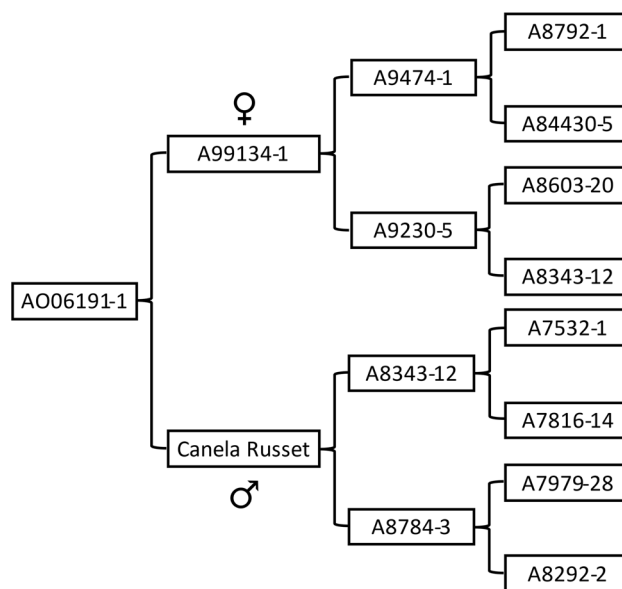 A8792-1
A9474-1
♀
A84430-5
A99134-1
A8603-20
A9230-5
A8343-12
AO06191-1
A7532-1
A8343-12
A7816-14
Canela Russet
A7979-28
♂
A8784-3
A8292-2